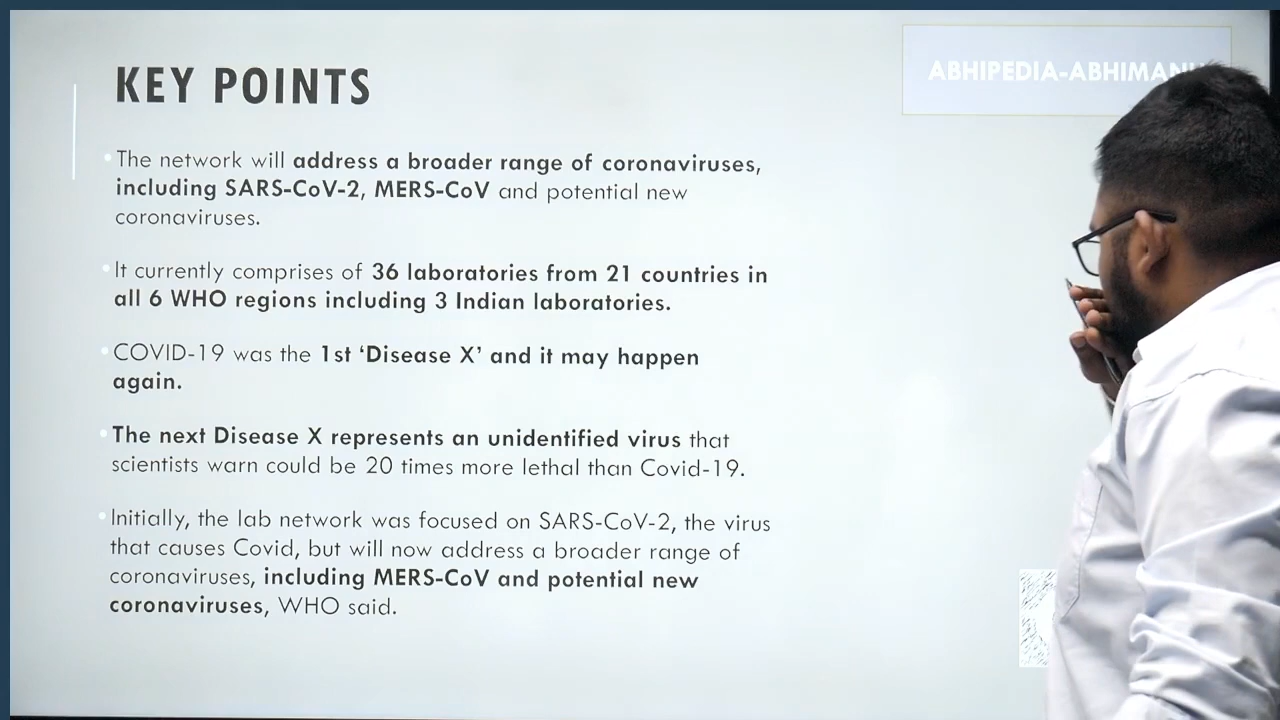 KEY POINTS
ABHIPEDIA-ABHIMANU
The network will address a broader range of coronaviruses,
including SARS-CoV-2, MERS-CoV and potential new
coronaviruses.
It currently comprises of 36 laboratories from 21 countries in
all 6 WHO regions including 3 Indian laboratories.
COVID-19 was the 1st ‘Disease X’ and it may happen
again.
The next Disease X represents an unidentified virus that
scientists warn could be 20 times more lethal than Covid-19.
Initially, the lab network was focused on SARS-CoV-2, the virus
that causes Covid, but will now address a broader range of
coronaviruses, including MERS-CoV and potential new
coronaviruses, WHO said.